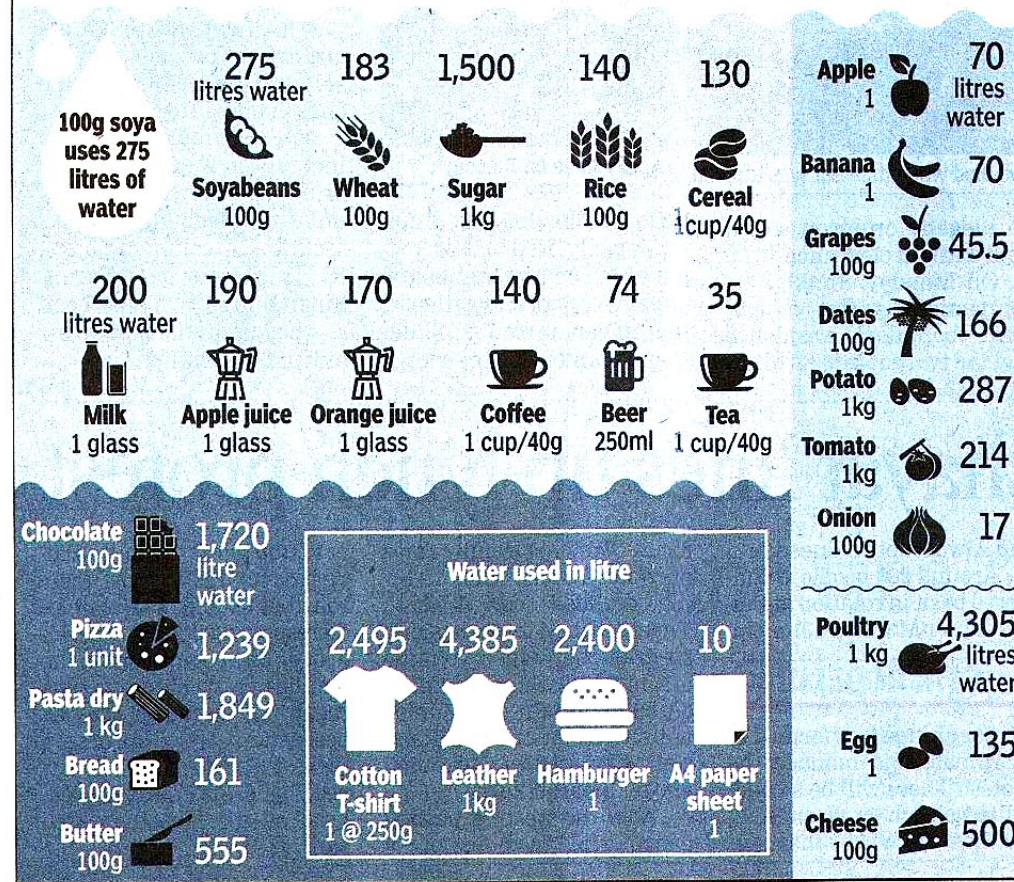 100g soya
uses 275
litres of
water
275
litres water
Soyabeans
100g
183
Wheat
100g
1,500
Sugar
1kg
140
Rice
100g
130
Cereal
1cup/40g
200
litres water
Milk
1 glass
190
Apple juice
1 glass
170
Orange juice
1 glass
140
Coffee
1 cup/40g
74
Beer
250ml
35
Tea
1 cup/40g
Chocolate
100g
1,720
litre
water
Pizza
1 unit
1,239
Pasta dry
1 kg
1,849
Bread
100g
161
Butter
100g
555
Water used in litre
2,495
Cotton
T-shirt
1 @ 250g
4,385
Leather
1kg
2,400
Hamburger
1
10
A4 paper
sheet
1
Apple
1
70
litres
water
Banana
1
70
Grapes
100g
45.5
Dates
100g
166
Potato
1kg
287
Tomato
1kg
214
Onion
100g
17
Poultry
1 kg
4,305
litres
water
Egg
1
135
Cheese
100g
500